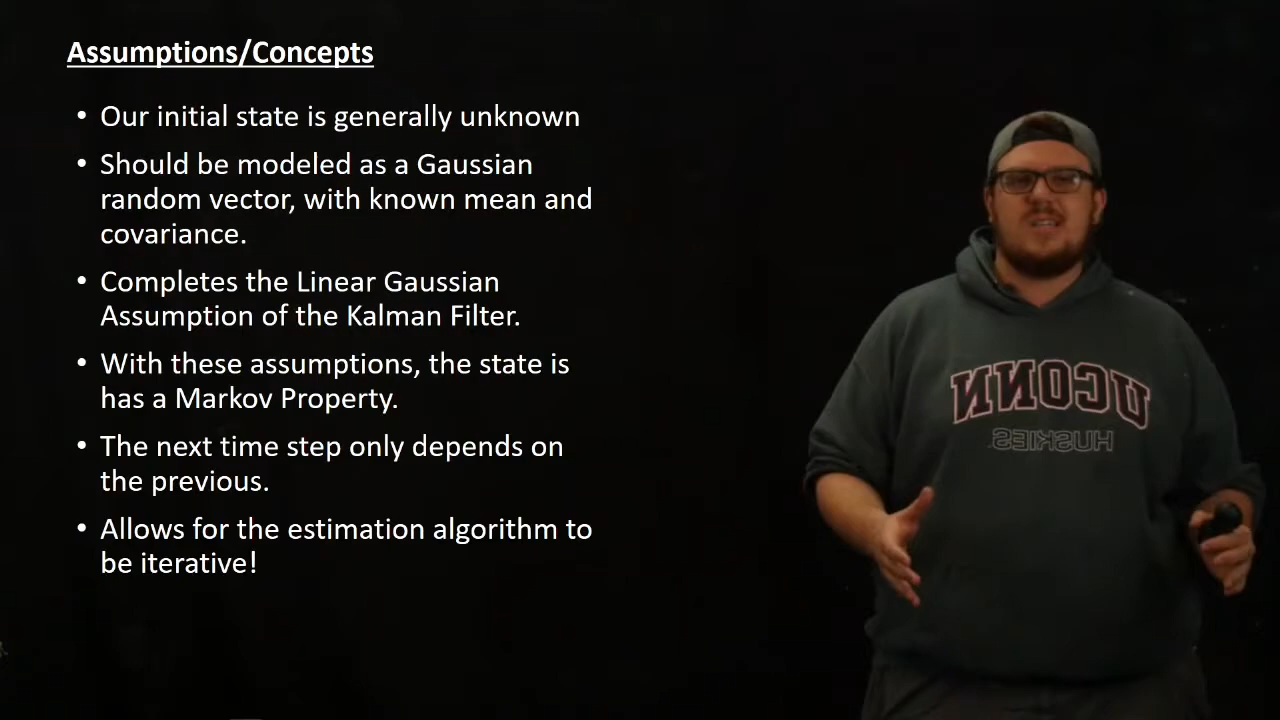 Assumptions/Concepts
• Our initial state is generally unknown
• Should be modeled as a Gaussian
random vector, with known mean and
covariance.
• Completes the Linear Gaussian
Assumption of the Kalman Filter.
• With these assumptions, the state is
has a Markov Property.
• The next time step only depends on
the previous.
• Allows for the estimation algorithm to
be iterative!
UCONN
HUSKIES